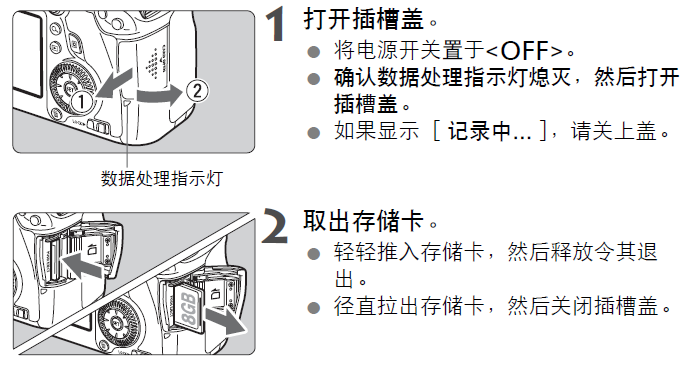 1 打开插槽盖。
● 将电源开关置于<OFF>。
● 确认数据处理指示灯熄灭，然后打开
插槽盖。
● 如果显示［记录中...］，请关上盖。
① ②
数据处理指示灯
2 取出存储卡。
● 轻轻推入存储卡，然后释放令其退
出。
● 径直拉出存储卡，然后关闭插槽盖。
8GB